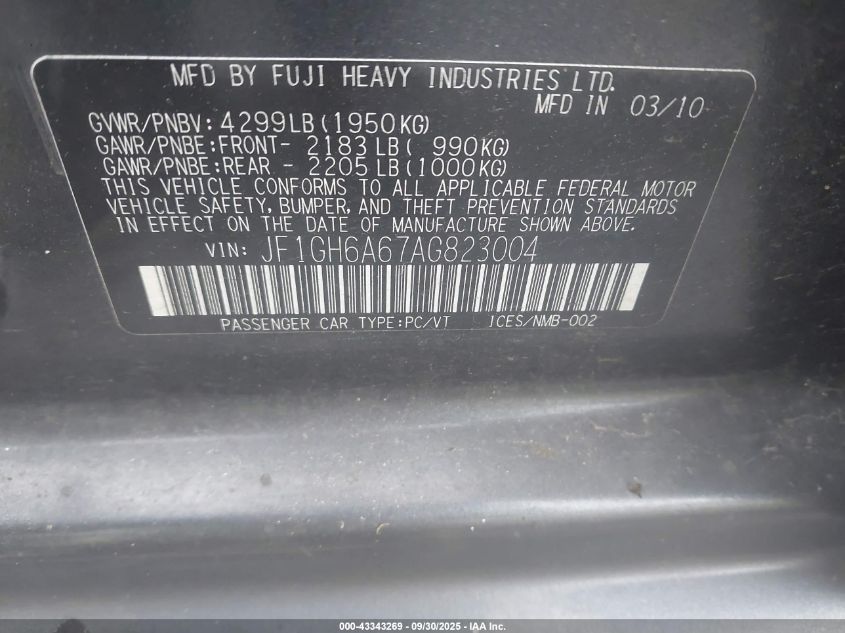 MFD BY FUJI HEAVY INDUSTRIES LTD.
MFD IN 03/10
GVWR/PNBV: 4299LB(1950KG)
GAWR/PNBE:FRONT- 2183LB( 990KG)
GAWR/PNBE:REAR - 2205LB(1000KG)
THIS VEHICLE CONFORMS TO ALL APPLICABLE FEDERAL MOTOR
VEHICLE SAFETY, BUMPER, AND THEFT PREVENTION STANDARDS
IN EFFECT ON THE DATE OF MANUFACTURE SHOWN ABOVE.
VIN: JF1GH6A67AG823004
PASSENGER CAR TYPE:PC/VT ICES/NMB-002
000-43343269 - 09/30/2025 - IAA Inc.